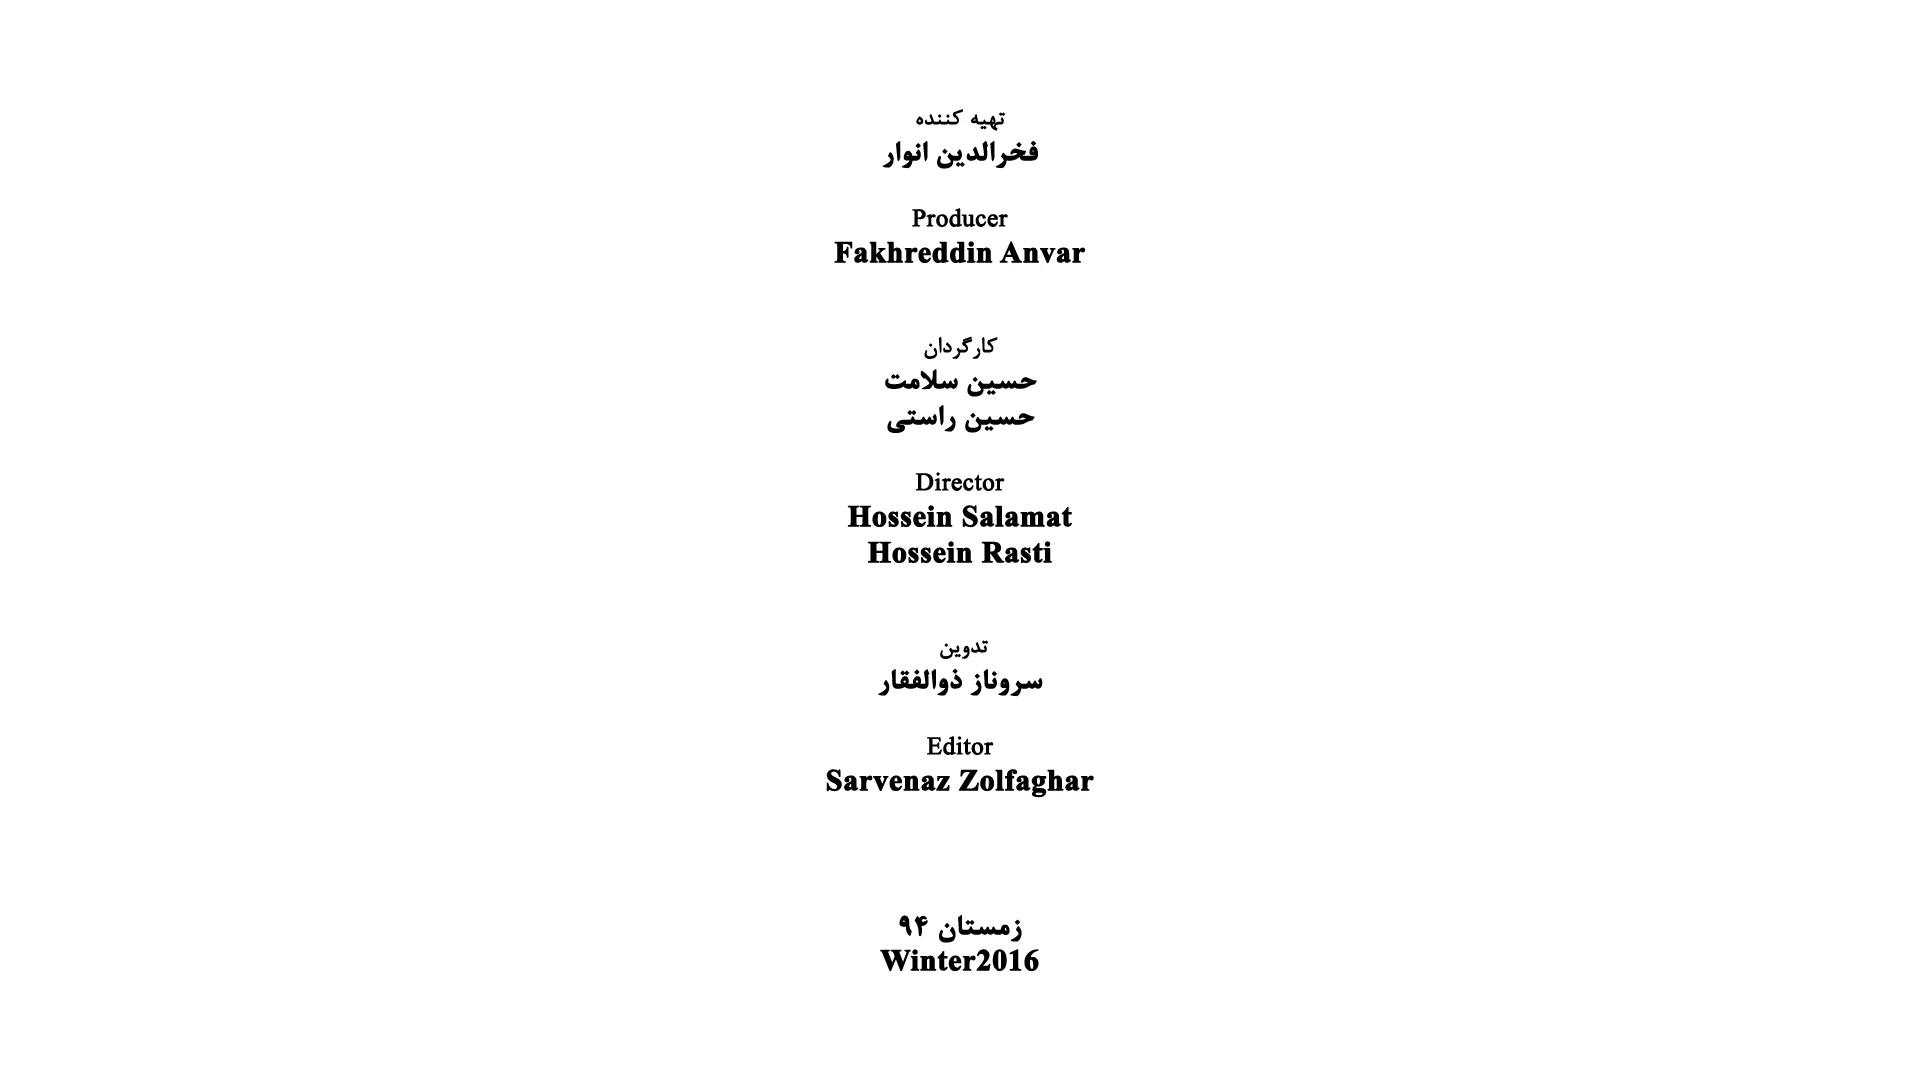 تهیه کننده
فخرالدین انوار
Producer
Fakhreddin Anvar
کارگردان
حسین سلامت
حسین راستی
Director
Hossein Salamat
Hossein Rasti
تدوین
سروناز ذوالفقار
Editor
Sarvenaz Zolfaghar
زمستان ۹۴
Winter2016